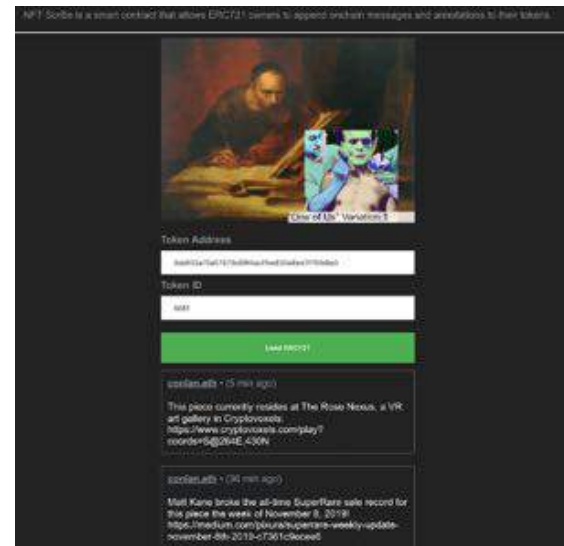 NFT Scribe is a smart contract that allows ERC721 owners to append onchain messages and annotations to their tokens.
"One of Us" Variation 1
Token Address
Token ID
Load ERC721
conlan.eth • (5 min ago)
This piece currently resides at The Rose Nexus, a VR
art gallery in Cryptovoxels:
https://www.cryptovoxels.com/play?
coords=S@264E,430N
conlan.eth • (36 min ago)
Matt Kane broke the all-time SuperRare sale record for
this piece the week of November 8, 2019!
https://medium.com/pixura/superrare-weekly-update-
november-8th-2019-c7361c9ecee6